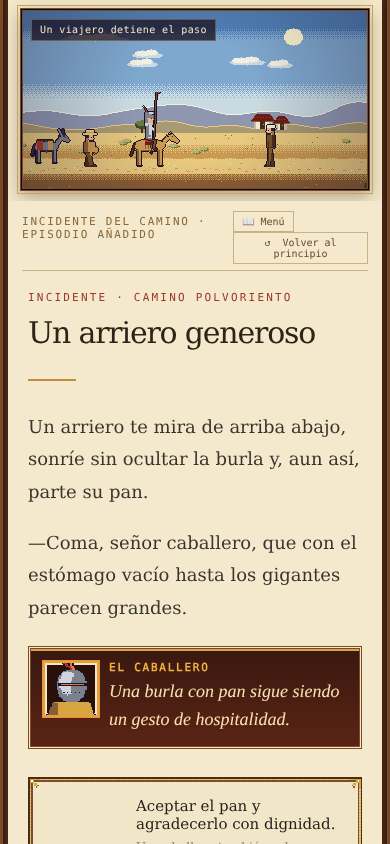 Un viajero detiene el paso
INCIDENTE DEL CAMINO ·
EPISODIO AÑADIDO
📖 Menú
↺ Volver al
principio
INCIDENTE · CAMINO POLVORIENTO
Un arriero generoso
Un arriero te mira de arriba abajo,
sonríe sin ocultar la burla y, aun así,
parte su pan.
—Coma, señor caballero, que con el
estómago vacío hasta los gigantes
parecen grandes.
EL CABALLERO
Una burla con pan sigue siendo
un gesto de hospitalidad.
Aceptar el pan y
agradecerlo con dignidad.